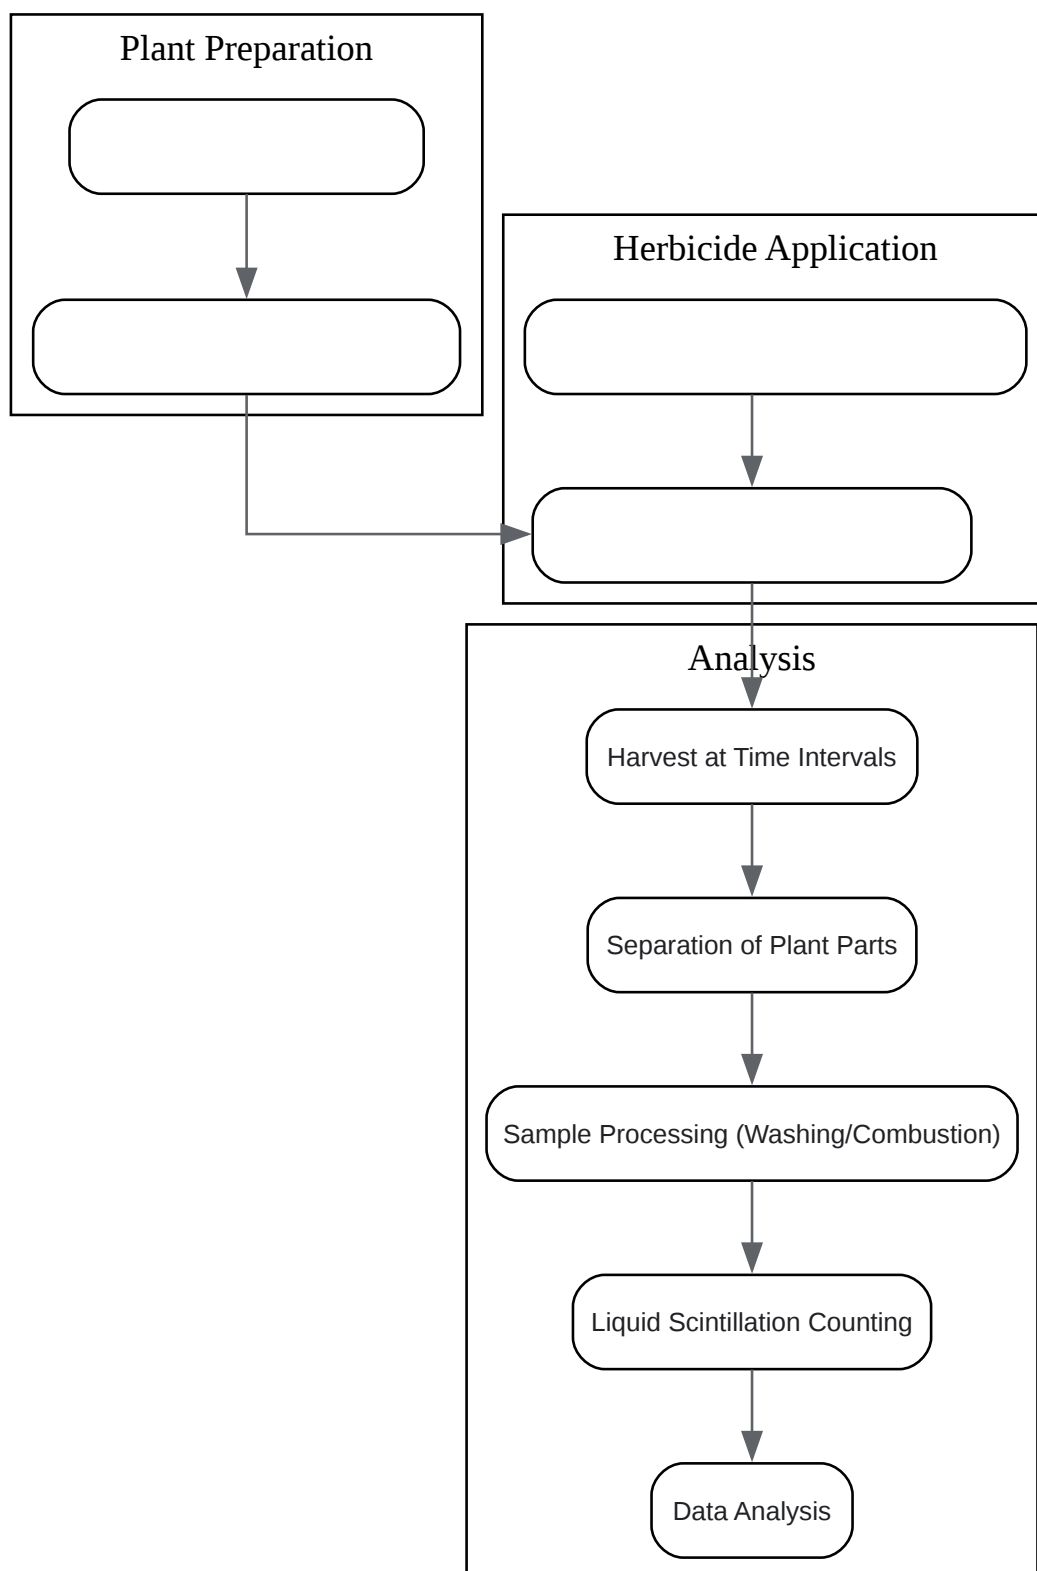 Plant Preparation
Herbicide Application
Analysis
Harvest at Time Intervals
Separation of Plant Parts
Sample Processing (Washing/Combustion)
Liquid Scintillation Counting
Data Analysis